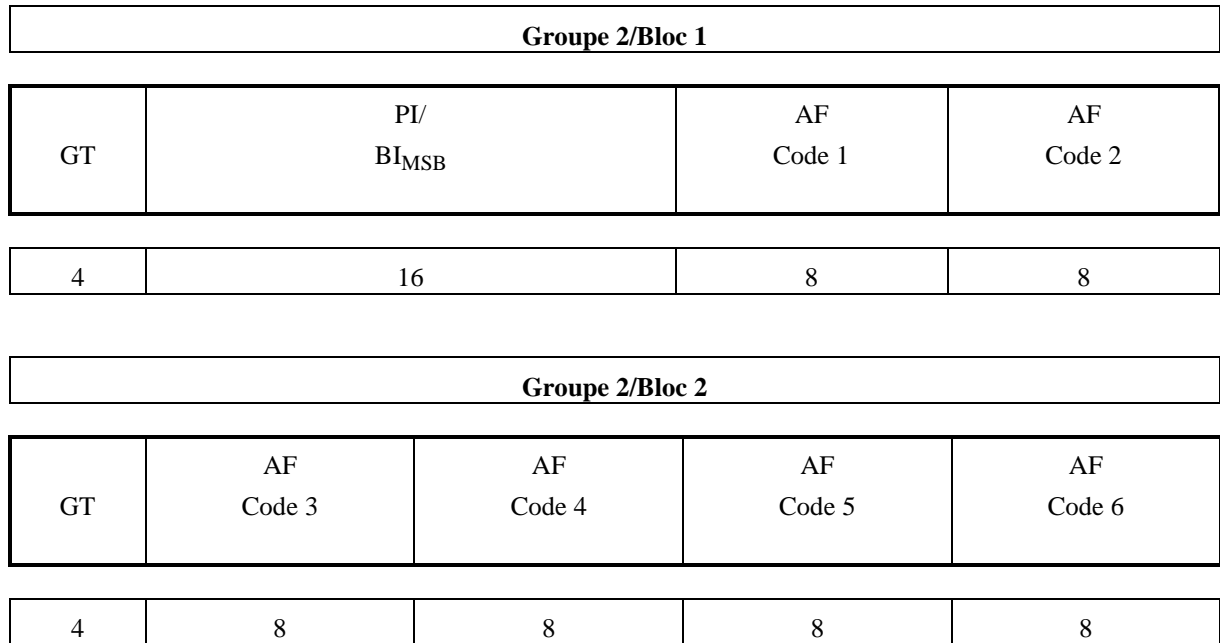 Groupe 2/Bloc 1
GT PI/ BI_MSB AF Code 1 AF Code 2
4 16 8 8
Groupe 2/Bloc 2
GT AF Code 3 AF Code 4 AF Code 5 AF Code 6
4 8 8 8 8